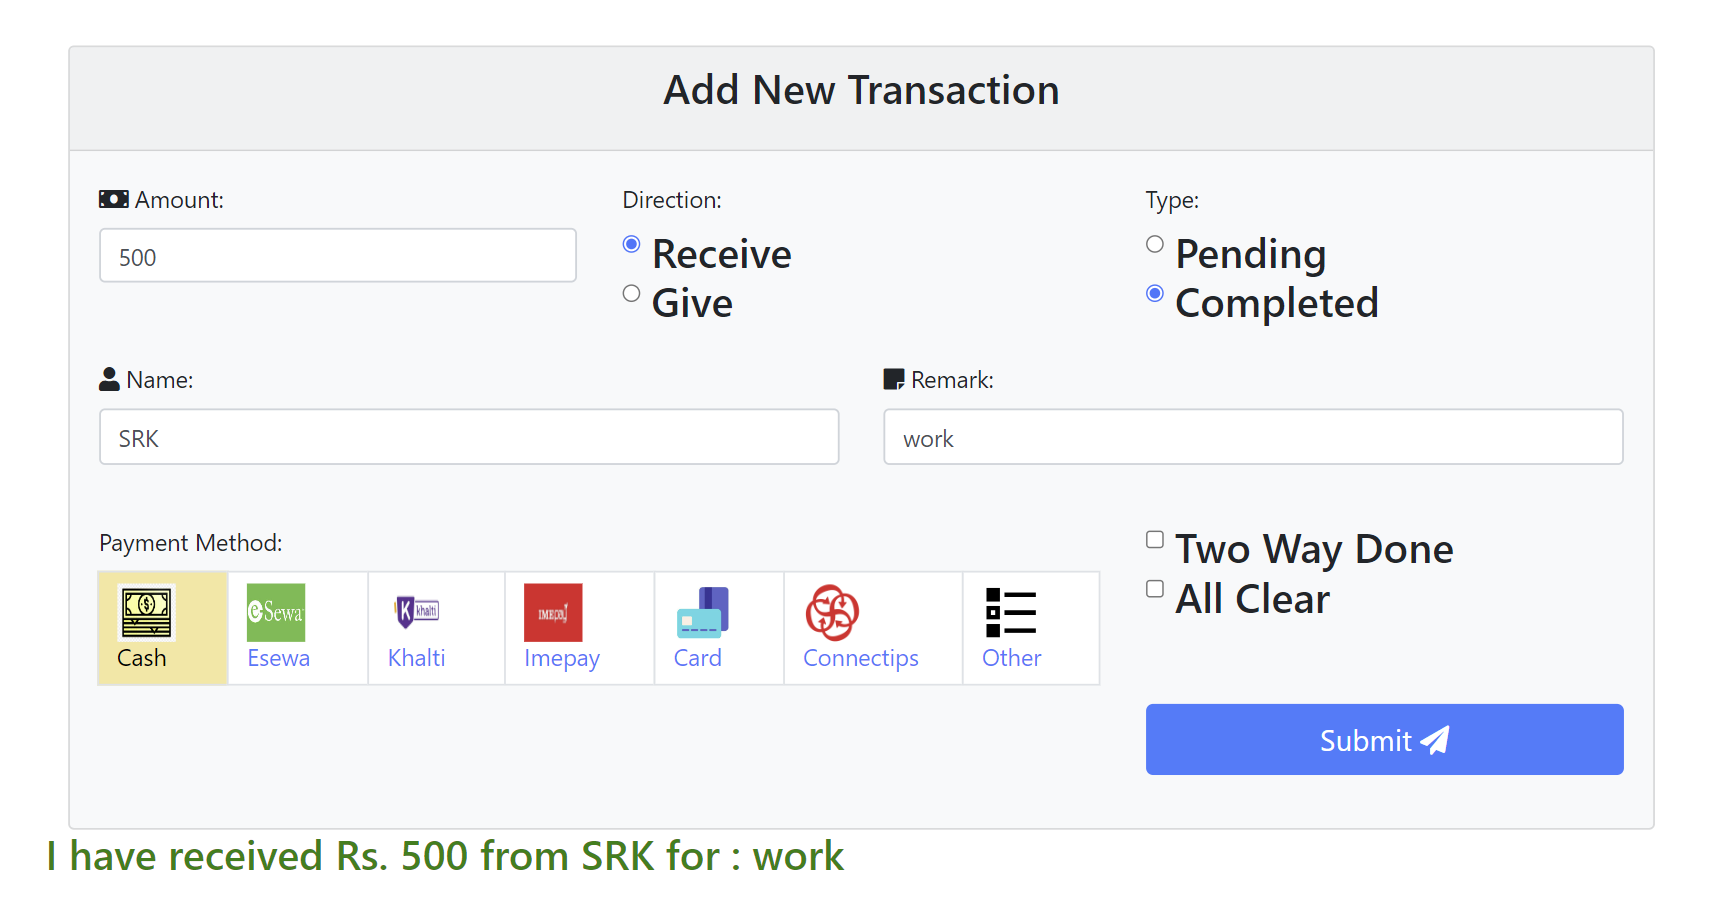 Add New Transaction
Amount:
500
Direction:
Receive
Give
Type:
Pending
Completed
Name:
SRK
Remark:
work
Payment Method:
Cash
eSewa
Esewa
khalti
Khalti
IME pay
Imepay
Card
Connectips
Other
Two Way Done
All Clear
Submit
I have received Rs. 500 from SRK for : work